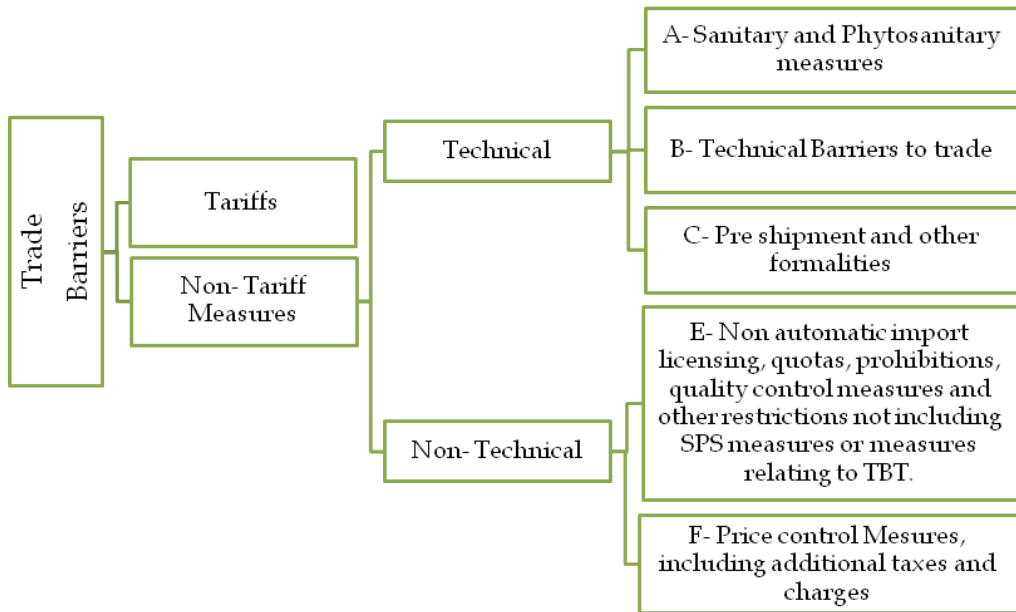 Trade
Barriers
Tariffs
Non- Tariff
Measures
Technical
Non- Technical
A- Sanitary and Phytosanitary
measures
B- Technical Barriers to trade
C- Pre shipment and other
formalities
E- Non automatic import
licensing, quotas, prohibitions,
quality control measures and
other restrictions not including
SPS measures or measures
relating to TBT.
F- Price control Mesures,
including additional taxes and
charges